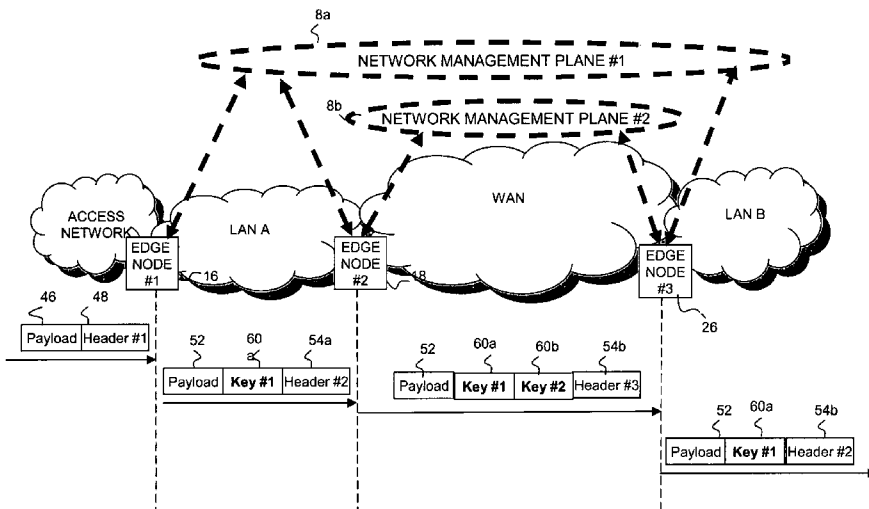 8a
NETWORK MANAGEMENT PLANE #1
8b
NETWORK MANAGEMENT PLANE #2
ACCESS
NETWORK
LAN A
WAN
LAN B
EDGE
NODE
#1
16
EDGE
NODE
#2
18
EDGE
NODE
#3
26
46
48
Payload
Header #1
52
60
a
54a
Payload
Key #1
Header #2
52
60a
60b
54b
Payload
Key #1
Key #2
Header #3
52
60a
54b
Payload
Key #1
Header #2